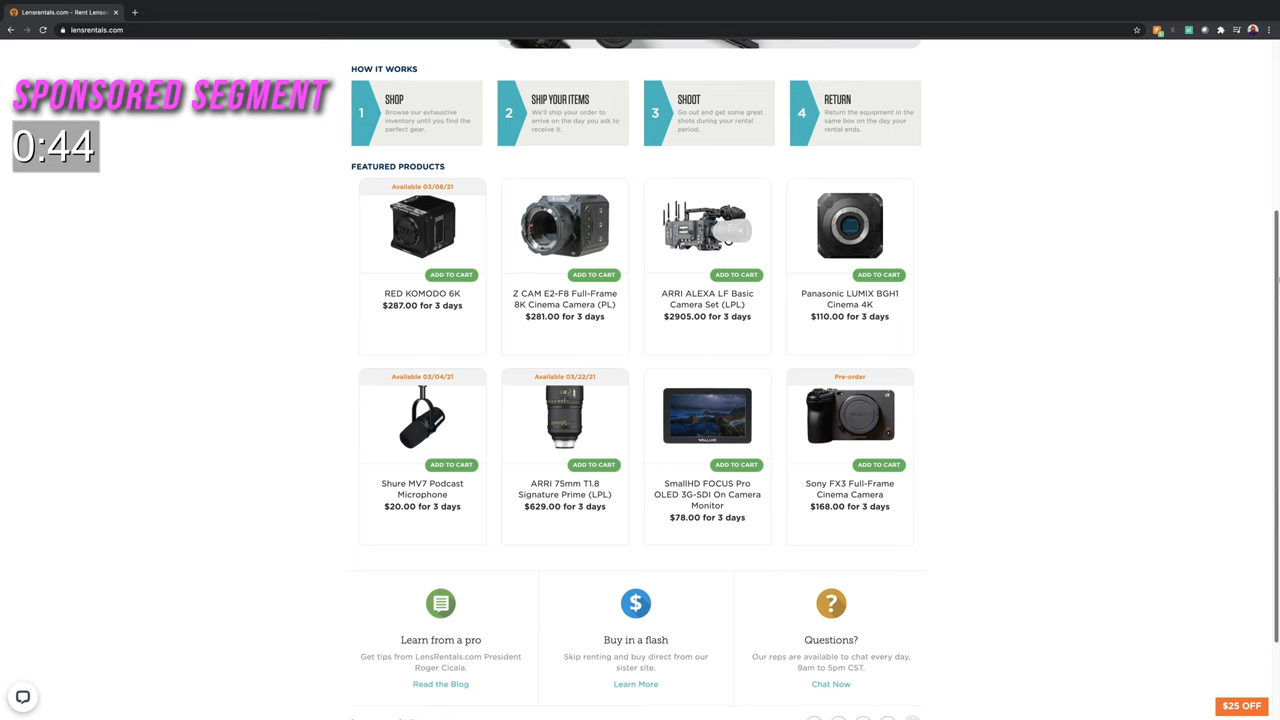 Lensrentals.com - Rent Lense
lensrentals.com
SPONSORED SEGMENT
0:44
HOW IT WORKS
1
SHOP
Browse our exhaustive
inventory until you find the
perfect gear.
2
SHIP YOUR ITEMS
We'll ship your order to
arrive on the day you ask to
receive it.
3
SHOOT
Go out and get some great
shots during your rental
period.
4
RETURN
Return the equipment in the
same box on the day your
rental ends.
FEATURED PRODUCTS
Available 03/08/21
ADD TO CART
RED KOMODO 6K
$287.00 for 3 days
ADD TO CART
Z CAM E2-F8 Full-Frame
8K Cinema Camera (PL)
$281.00 for 3 days
ADD TO CART
ARRI ALEXA LF Basic
Camera Set (LPL)
$2905.00 for 3 days
ADD TO CART
Panasonic LUMIX BGH1
Cinema 4K
$110.00 for 3 days
Available 03/04/21
ADD TO CART
Shure MV7 Podcast
Microphone
$20.00 for 3 days
Available 03/22/21
ADD TO CART
ARRI 75mm T1.8
Signature Prime (LPL)
$629.00 for 3 days
SMALLHD
ADD TO CART
SmallHD FOCUS Pro
OLED 3G-SDI On Camera
Monitor
$78.00 for 3 days
Pre-order
SONY
ADD TO CART
Sony FX3 Full-Frame
Cinema Camera
$168.00 for 3 days
Learn from a pro
Get tips from LensRentals.com President
Roger Cicala.
Read the Blog
$
Buy in a flash
Skip renting and buy direct from our
sister site.
Learn More
?
Questions?
Our reps are available to chat every day,
9am to 5pm CST.
Chat Now
$25 OFF